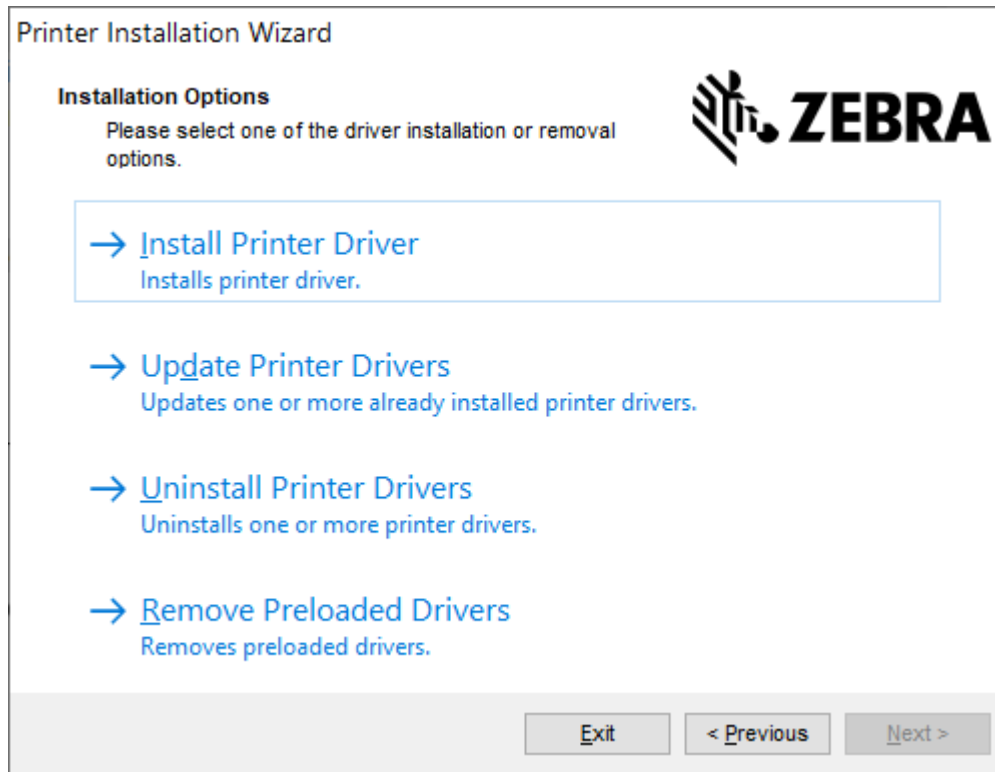 Printer Installation Wizard
Installation Options
Please select one of the driver installation or removal
options.
ZEBRA
Install Printer Driver
Installs printer driver.
Update Printer Drivers
Updates one or more already installed printer drivers.
Uninstall Printer Drivers
Uninstalls one or more printer drivers.
Remove Preloaded Drivers
Removes preloaded drivers.
Exit
< Previous
Next >